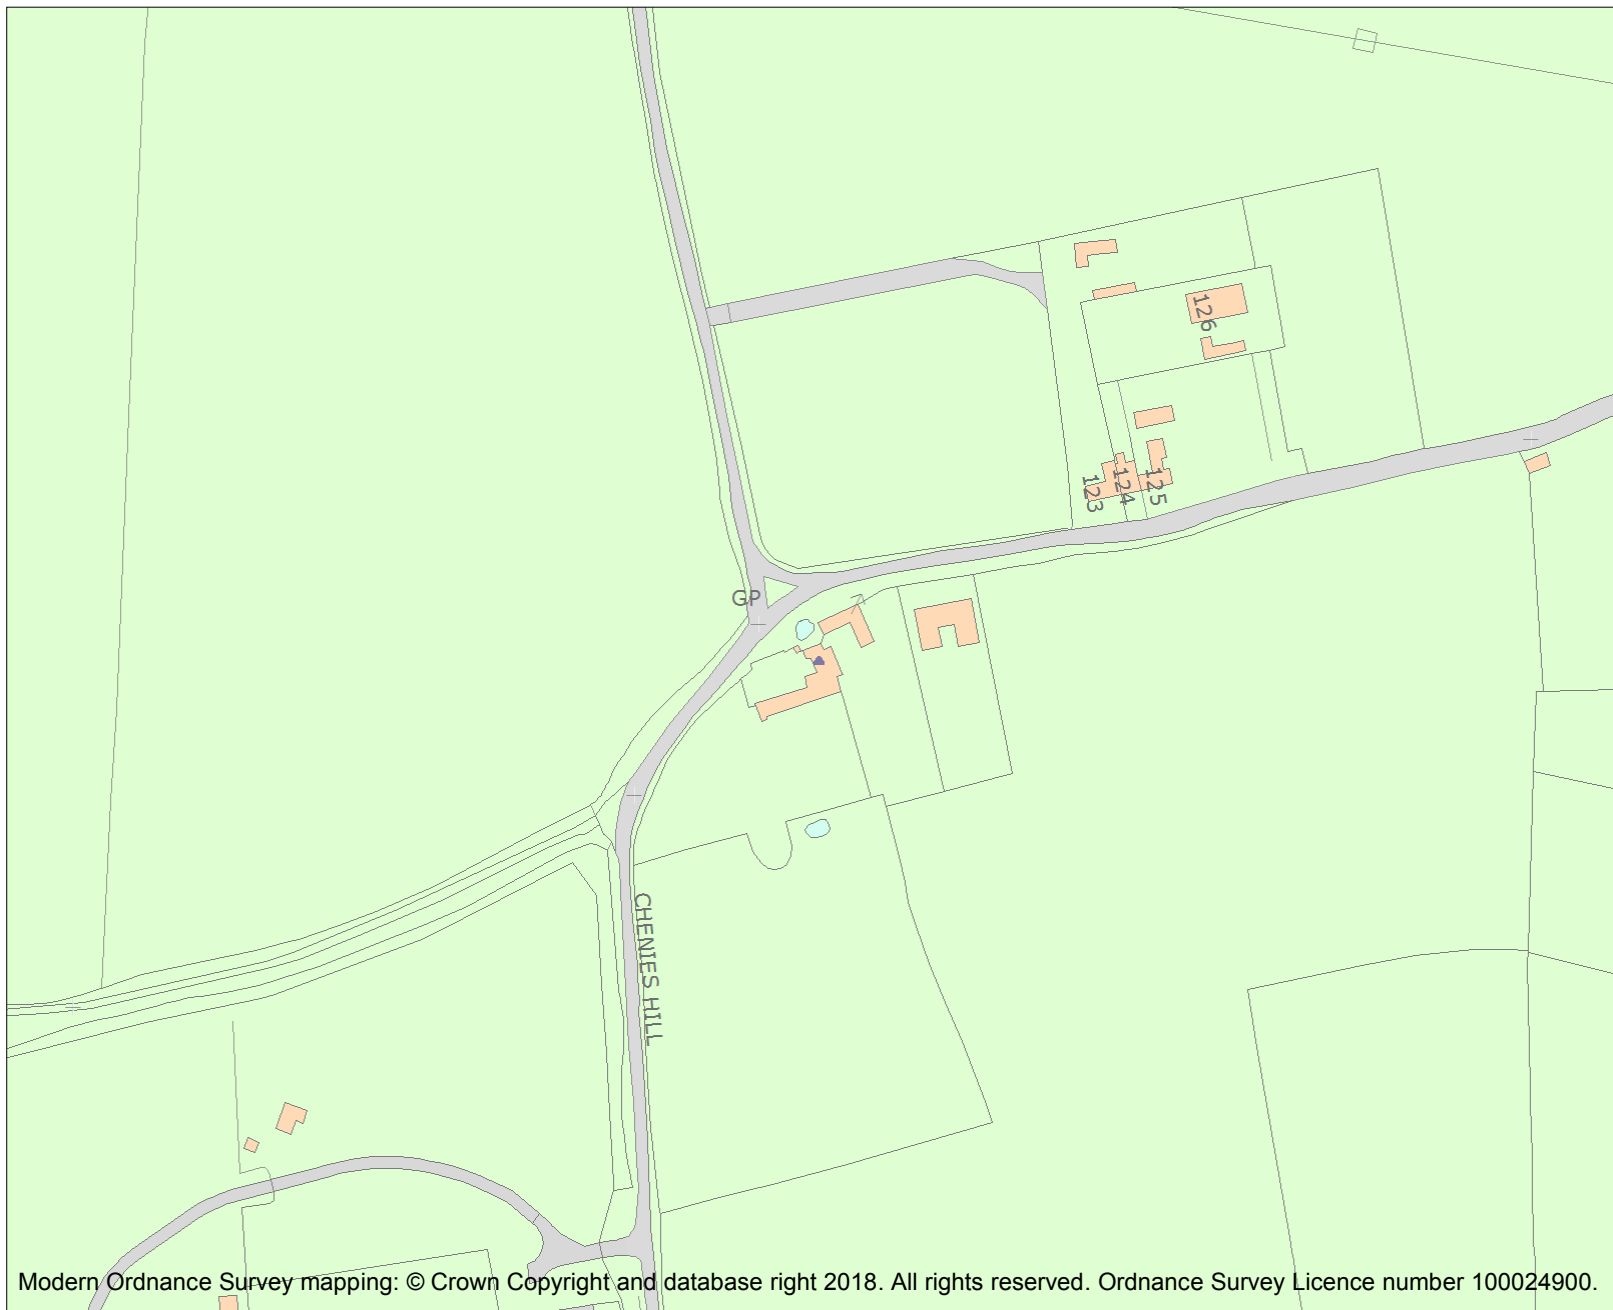 126
123
124
125
GP
CHENIES HILL
Modern Ordnance Survey mapping: © Crown Copyright and database right 2018. All rights reserved. Ordnance Survey Licence number 100024900.